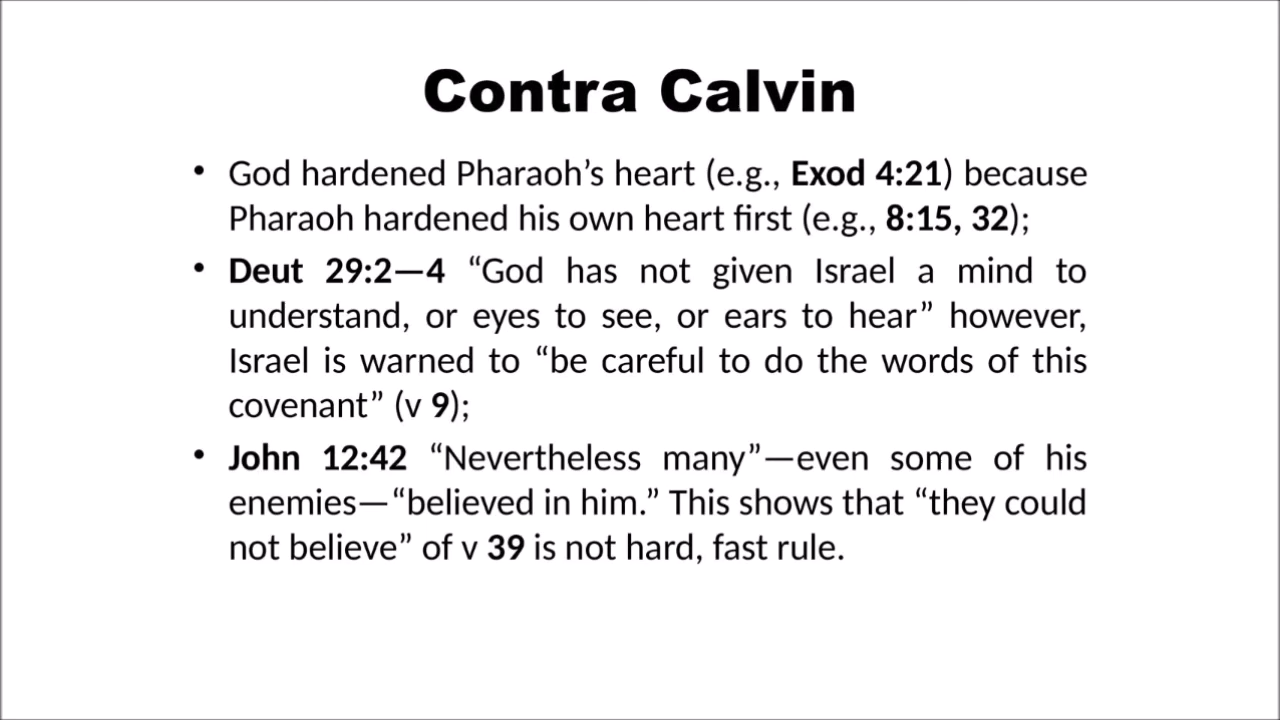 Contra Calvin
• God hardened Pharaoh’s heart (e.g., Exod 4:21) because
Pharaoh hardened his own heart first (e.g., 8:15, 32);
• Deut 29:2—4 “God has not given Israel a mind to
understand, or eyes to see, or ears to hear” however,
Israel is warned to “be careful to do the words of this
covenant” (v 9);
• John 12:42 “Nevertheless many”—even some of his
enemies—“believed in him.” This shows that “they could
not believe” of v 39 is not hard, fast rule.